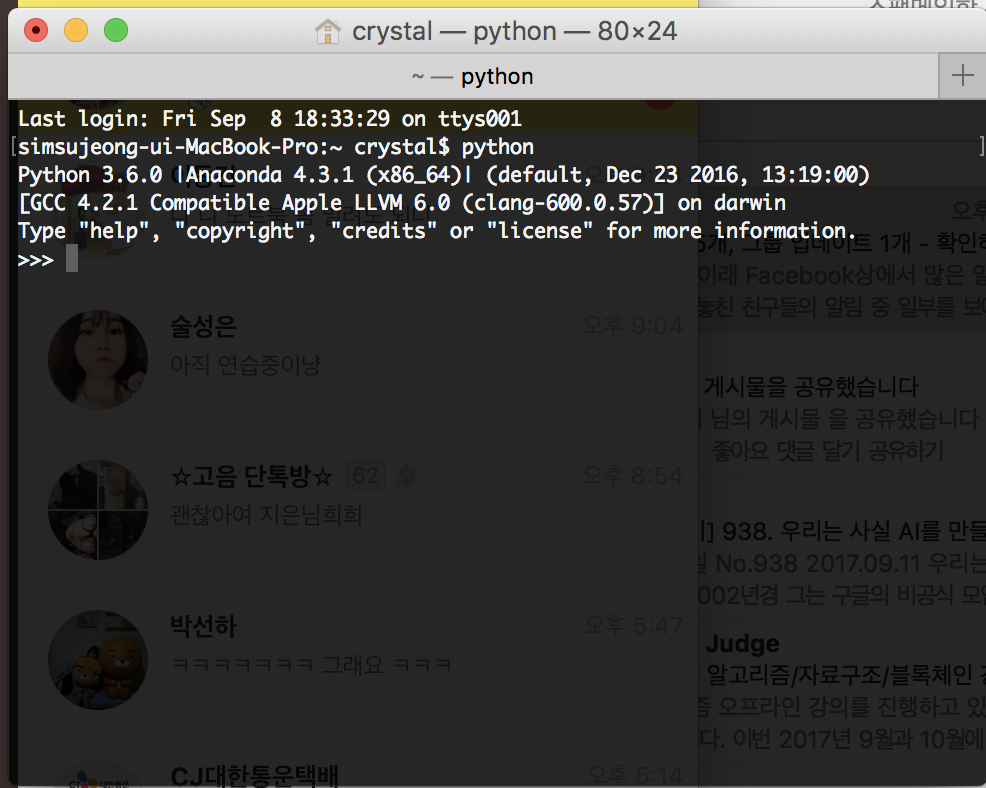 crystal — python — 80×24
~ — python
Last login: Fri Sep  8 18:33:29 on ttys001
[simsujeong-ui-MacBook-Pro:~ crystal$ python ]
Python 3.6.0 |Anaconda 4.3.1 (x86_64)| (default, Dec 23 2016, 13:19:00)
[GCC 4.2.1 Compatible Apple LLVM 6.0 (clang-600.0.57)] on darwin
Type "help", "copyright", "credits" or "license" for more information.
>>>
개, 그룹 업데이트 1개 – 확인
이래 Facebook상에서 많은
놓친 친구들의 알림 중 일부를
술성은 오후 9:04
아직 연습중이냥
게시물을 공유했습니다
님의 게시물 을 공유했습니다
좋아요 댓글 달기 공유하기
☆고음 단톡방☆ 62 오후 8:54
괜찮아여 지은님희희
938. 우리는 사실 AI를 만들
No.938 2017.09.11 우리는
002년경 그는 구글의 비공식
박선하 오후 5:47
ㅋㅋㅋㅋㅋㅋㅋ 그래요 ㅋㅋㅋ
Judge
알고리즘/자료구조/블록체인
오프라인 강의를 진행하고
다. 이번 2017년 9월과 10월에
CJ대한통운택배 오후 5:14